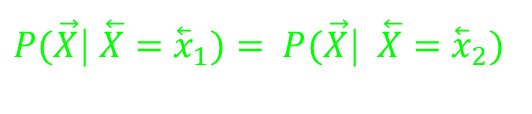 P(X⃗| X⃖ = x⃖₁) = P(X⃗| X⃖ = x⃖₂)